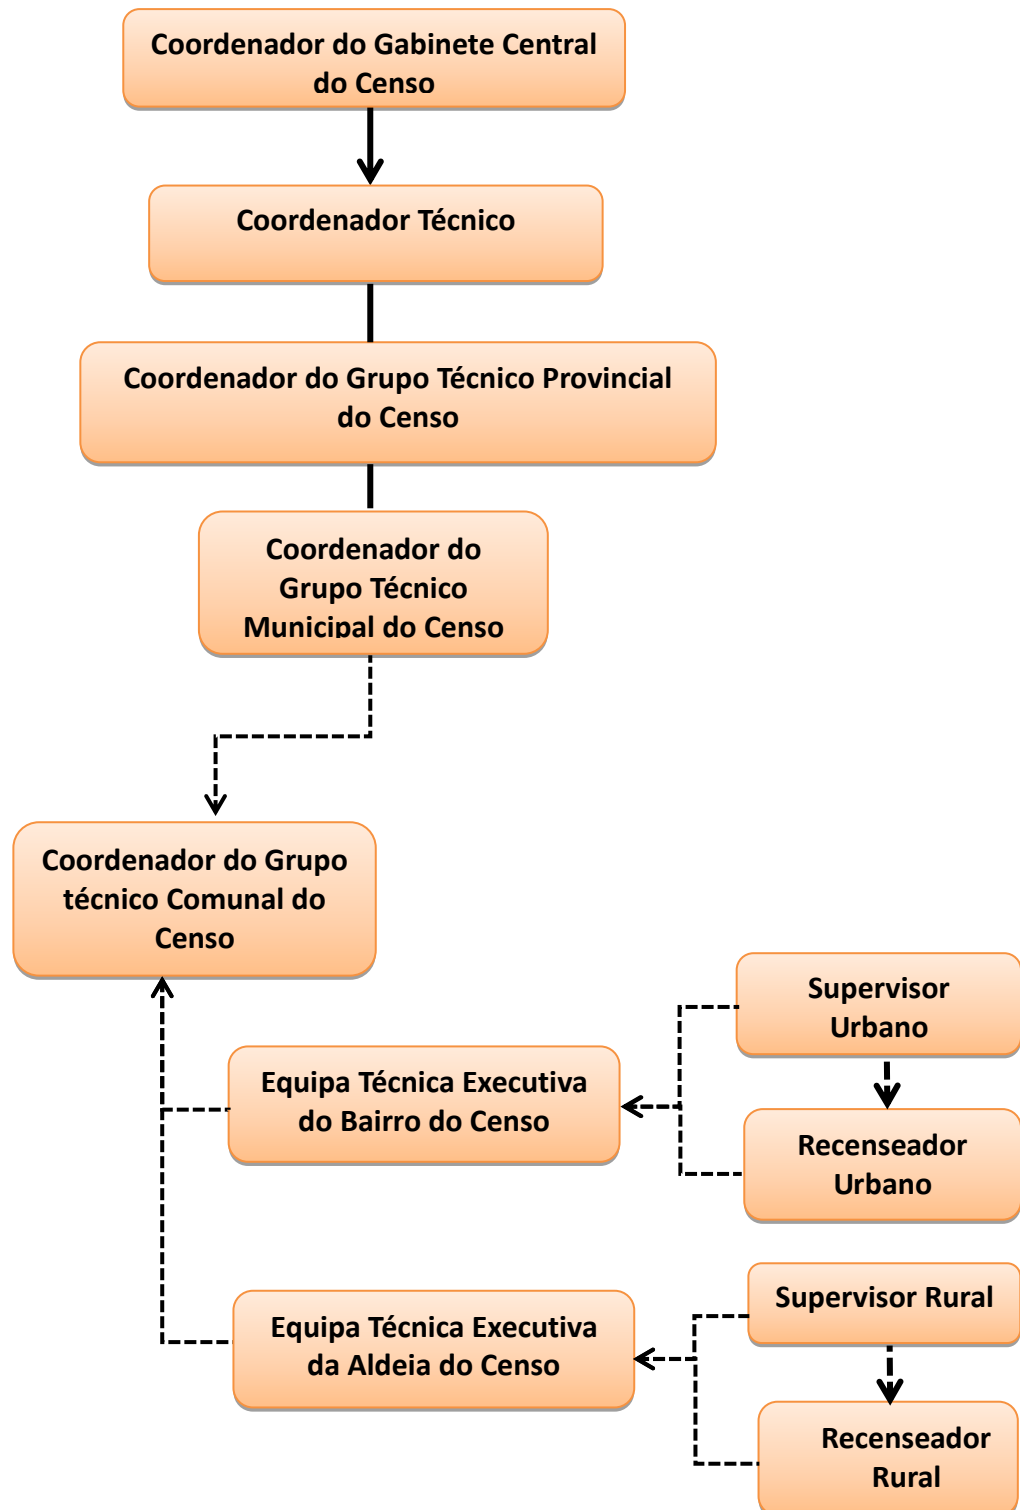 Coordenador do Gabinete Central
do Censo
Coordenador Técnico
Coordenador do Grupo Técnico Provincial
do Censo
Coordenador do
Grupo Técnico
Municipal do Censo
Coordenador do Grupo
técnico Comunal do
Censo
Supervisor
Urbano
Equipa Técnica Executiva
do Bairro do Censo
Recenseador
Urbano
Supervisor Rural
Equipa Técnica Executiva
da Aldeia do Censo
Recenseador
Rural